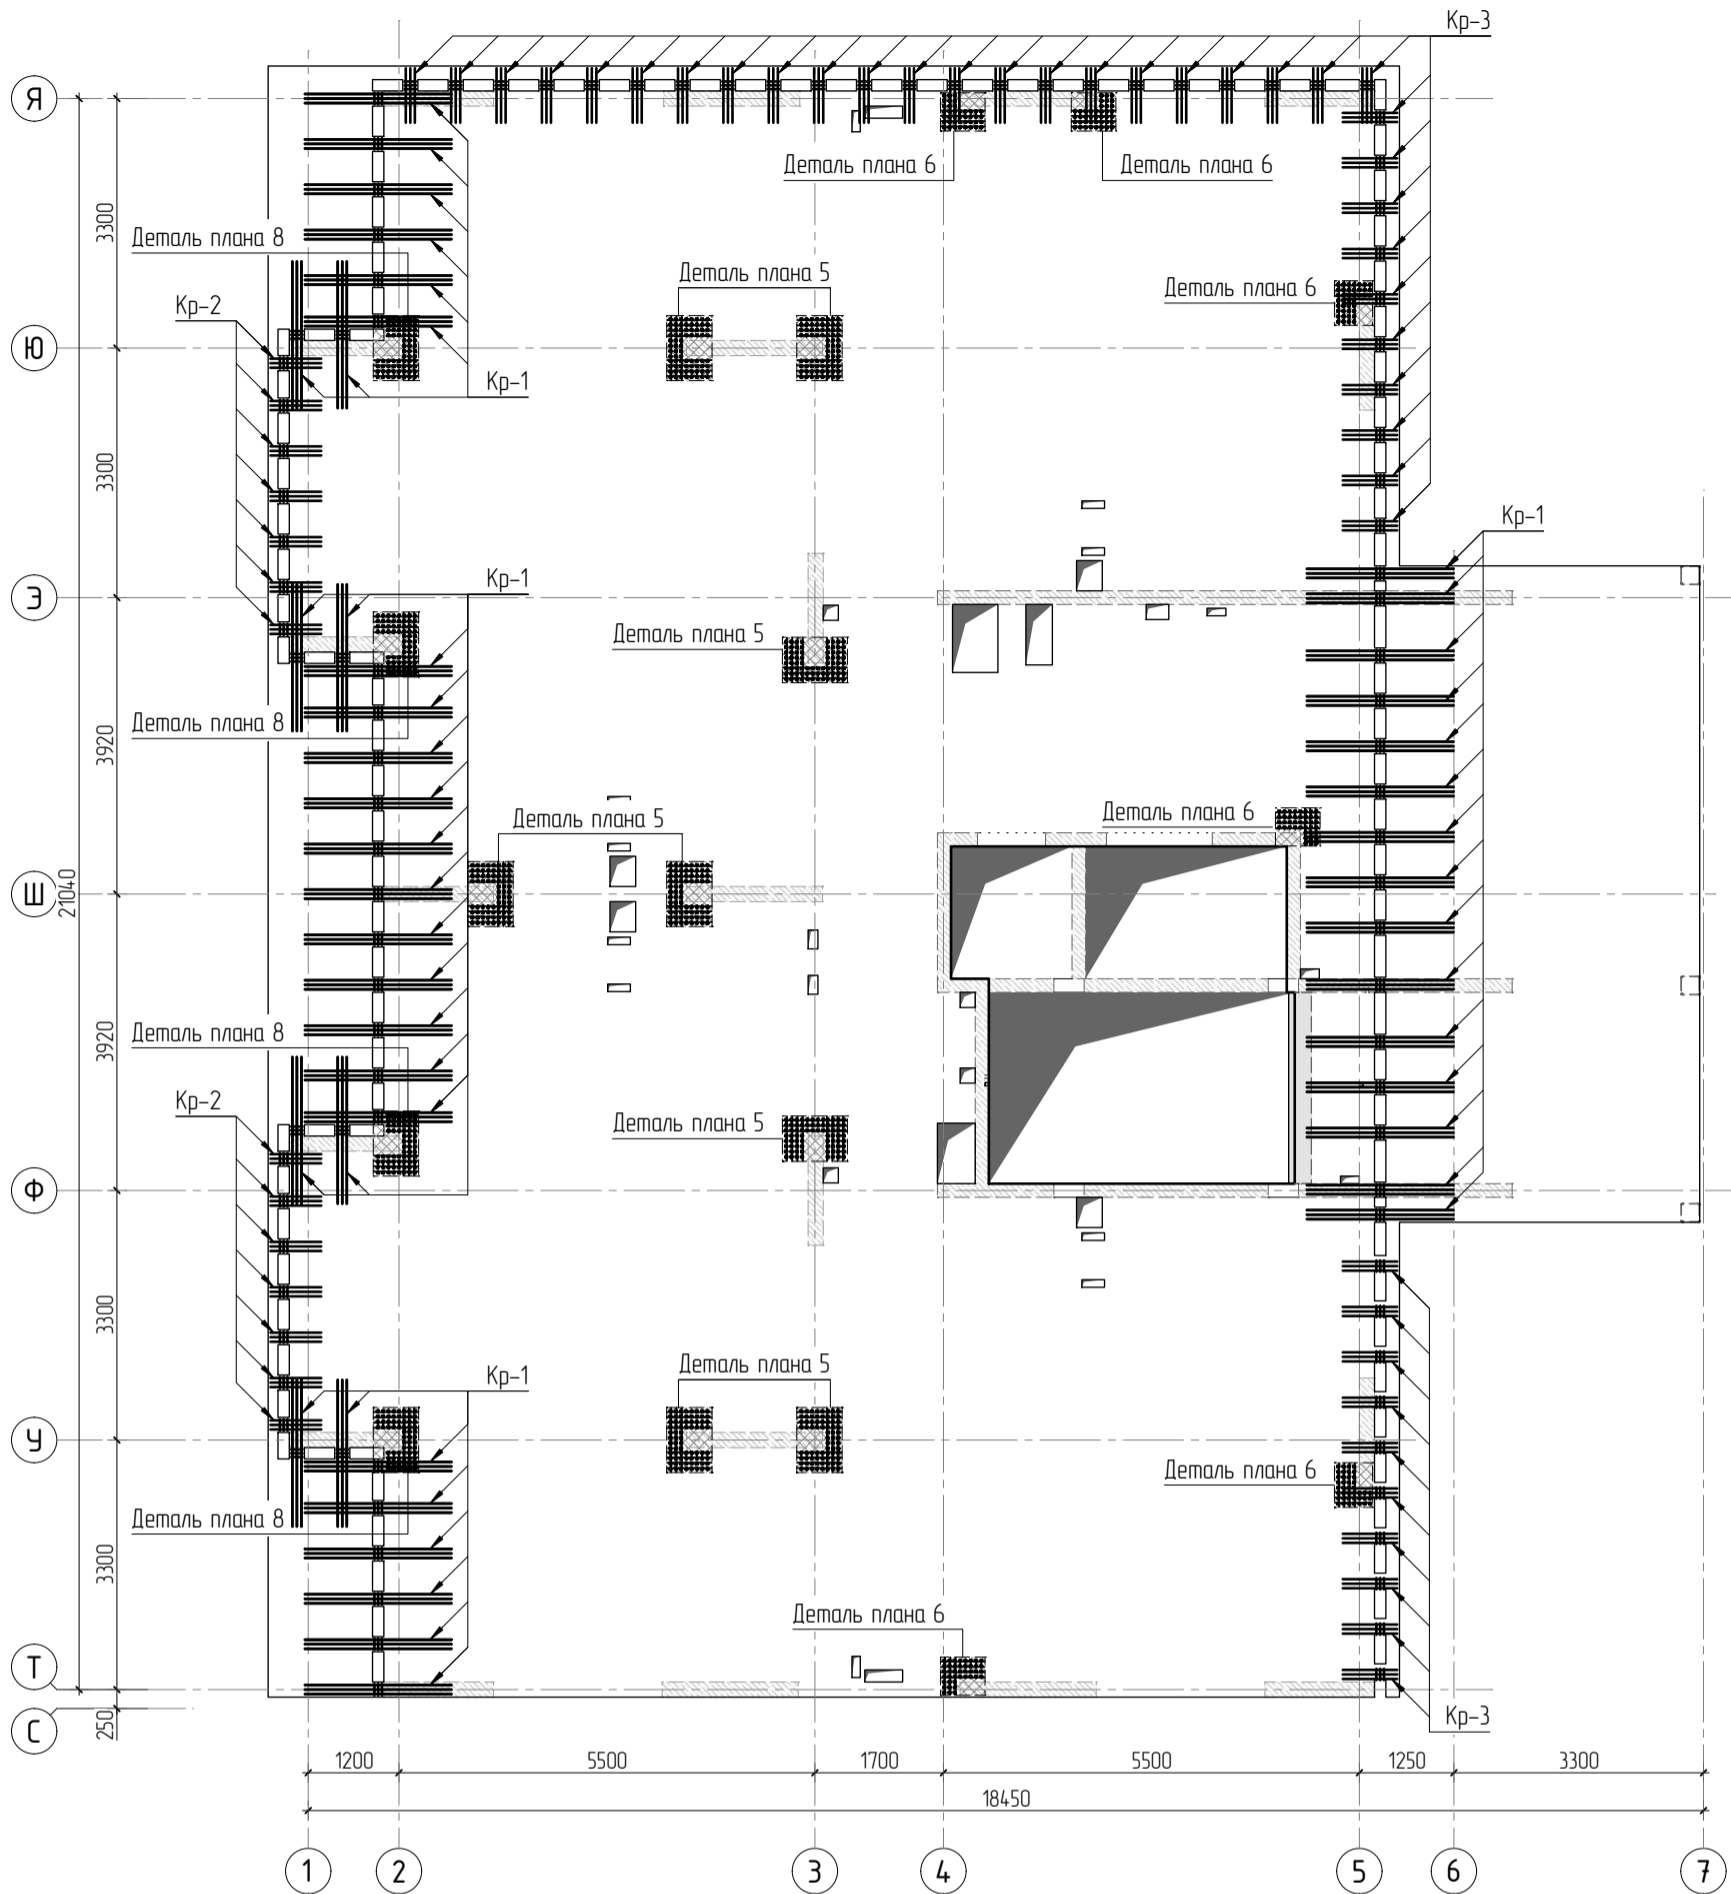 Кр-3
Я
Деталь плана 6
Деталь плана 6
3300
Деталь плана 8
Деталь плана 5
Деталь плана 6
Кр-2
Ю
Кр-1
3300
Кр-1
Кр-1
Э
Деталь плана 5
Деталь плана 8
3920
Деталь плана 5
Деталь плана 6
Ш
21040
3920
Деталь плана 8
Кр-2
Деталь плана 5
Ф
3300
Деталь плана 5
Кр-1
У
Деталь плана 6
Деталь плана 8
3300
Деталь плана 6
Т
С
250
Кр-3
1200
5500
1700
5500
1250
3300
18450
1
2
3
4
5
6
7